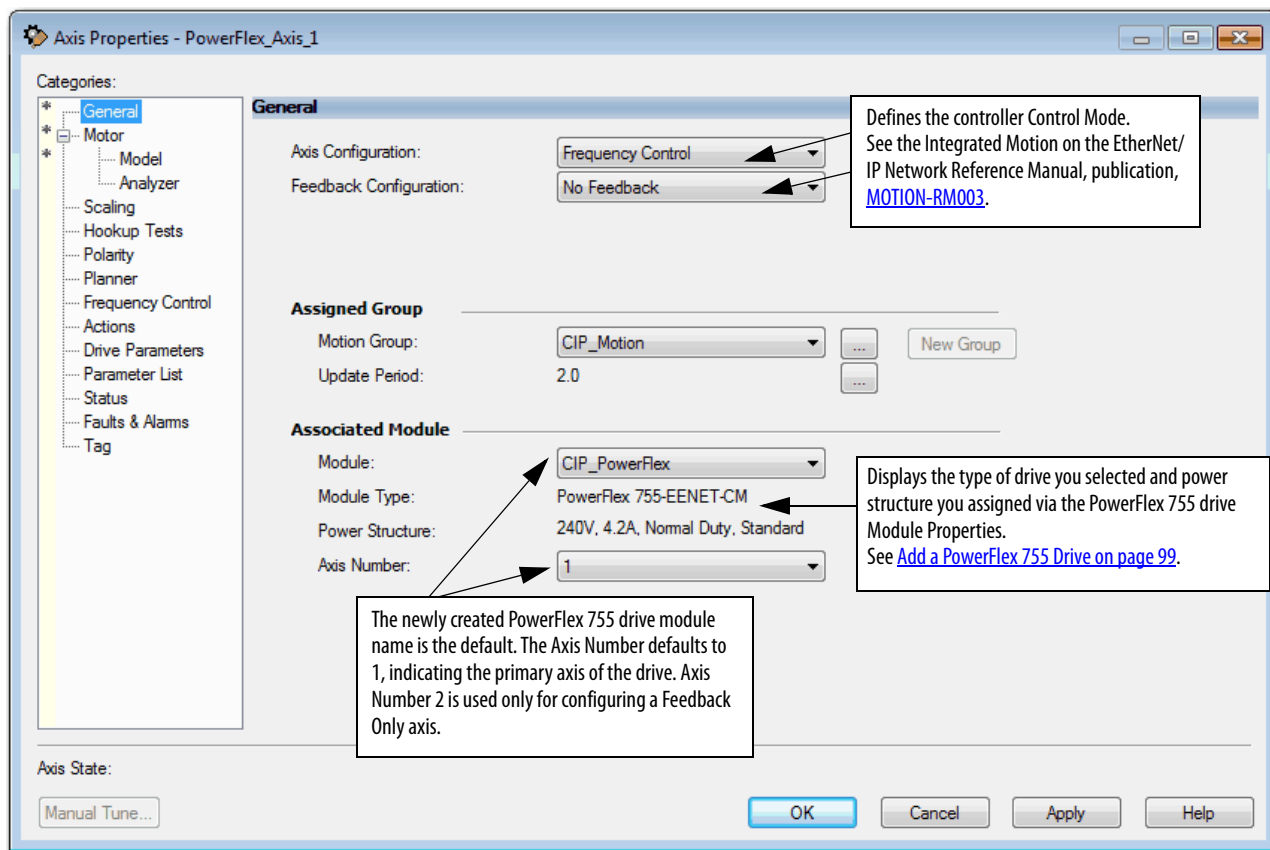 Axis Properties - PowerFlex_Axis_1
Categories:
* General
* Motor
* Model
Analyzer
Scaling
Hookup Tests
Polarity
Planner
Frequency Control
Actions
Drive Parameters
Parameter List
Status
Faults & Alarms
Tag
General
Axis Configuration: Frequency Control
Feedback Configuration: No Feedback
Defines the controller Control Mode.
See the Integrated Motion on the EtherNet/
IP Network Reference Manual, publication,
MOTION-RM003.
Assigned Group
Motion Group: CIP_Motion ... New Group
Update Period: 2.0 ...
Associated Module
Module: CIP_PowerFlex
Module Type: PowerFlex 755-EENET-CM
Power Structure: 240V, 4.2A, Normal Duty, Standard
Axis Number: 1
Displays the type of drive you selected and power
structure you assigned via the PowerFlex 755 drive
Module Properties.
See Add a PowerFlex 755 Drive on page 99.
The newly created PowerFlex 755 drive module
name is the default. The Axis Number defaults to
1, indicating the primary axis of the drive. Axis
Number 2 is used only for configuring a Feedback
Only axis.
Axis State:
Manual Tune... OK Cancel Apply Help